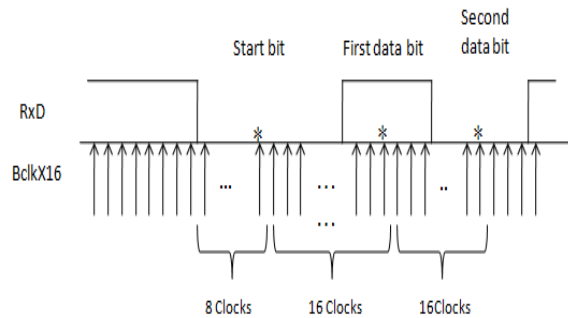 Second
Start bit First data bit data bit
RxD
* * *
BclkX16
... ... ..
...
8 Clocks 16 Clocks 16Clocks